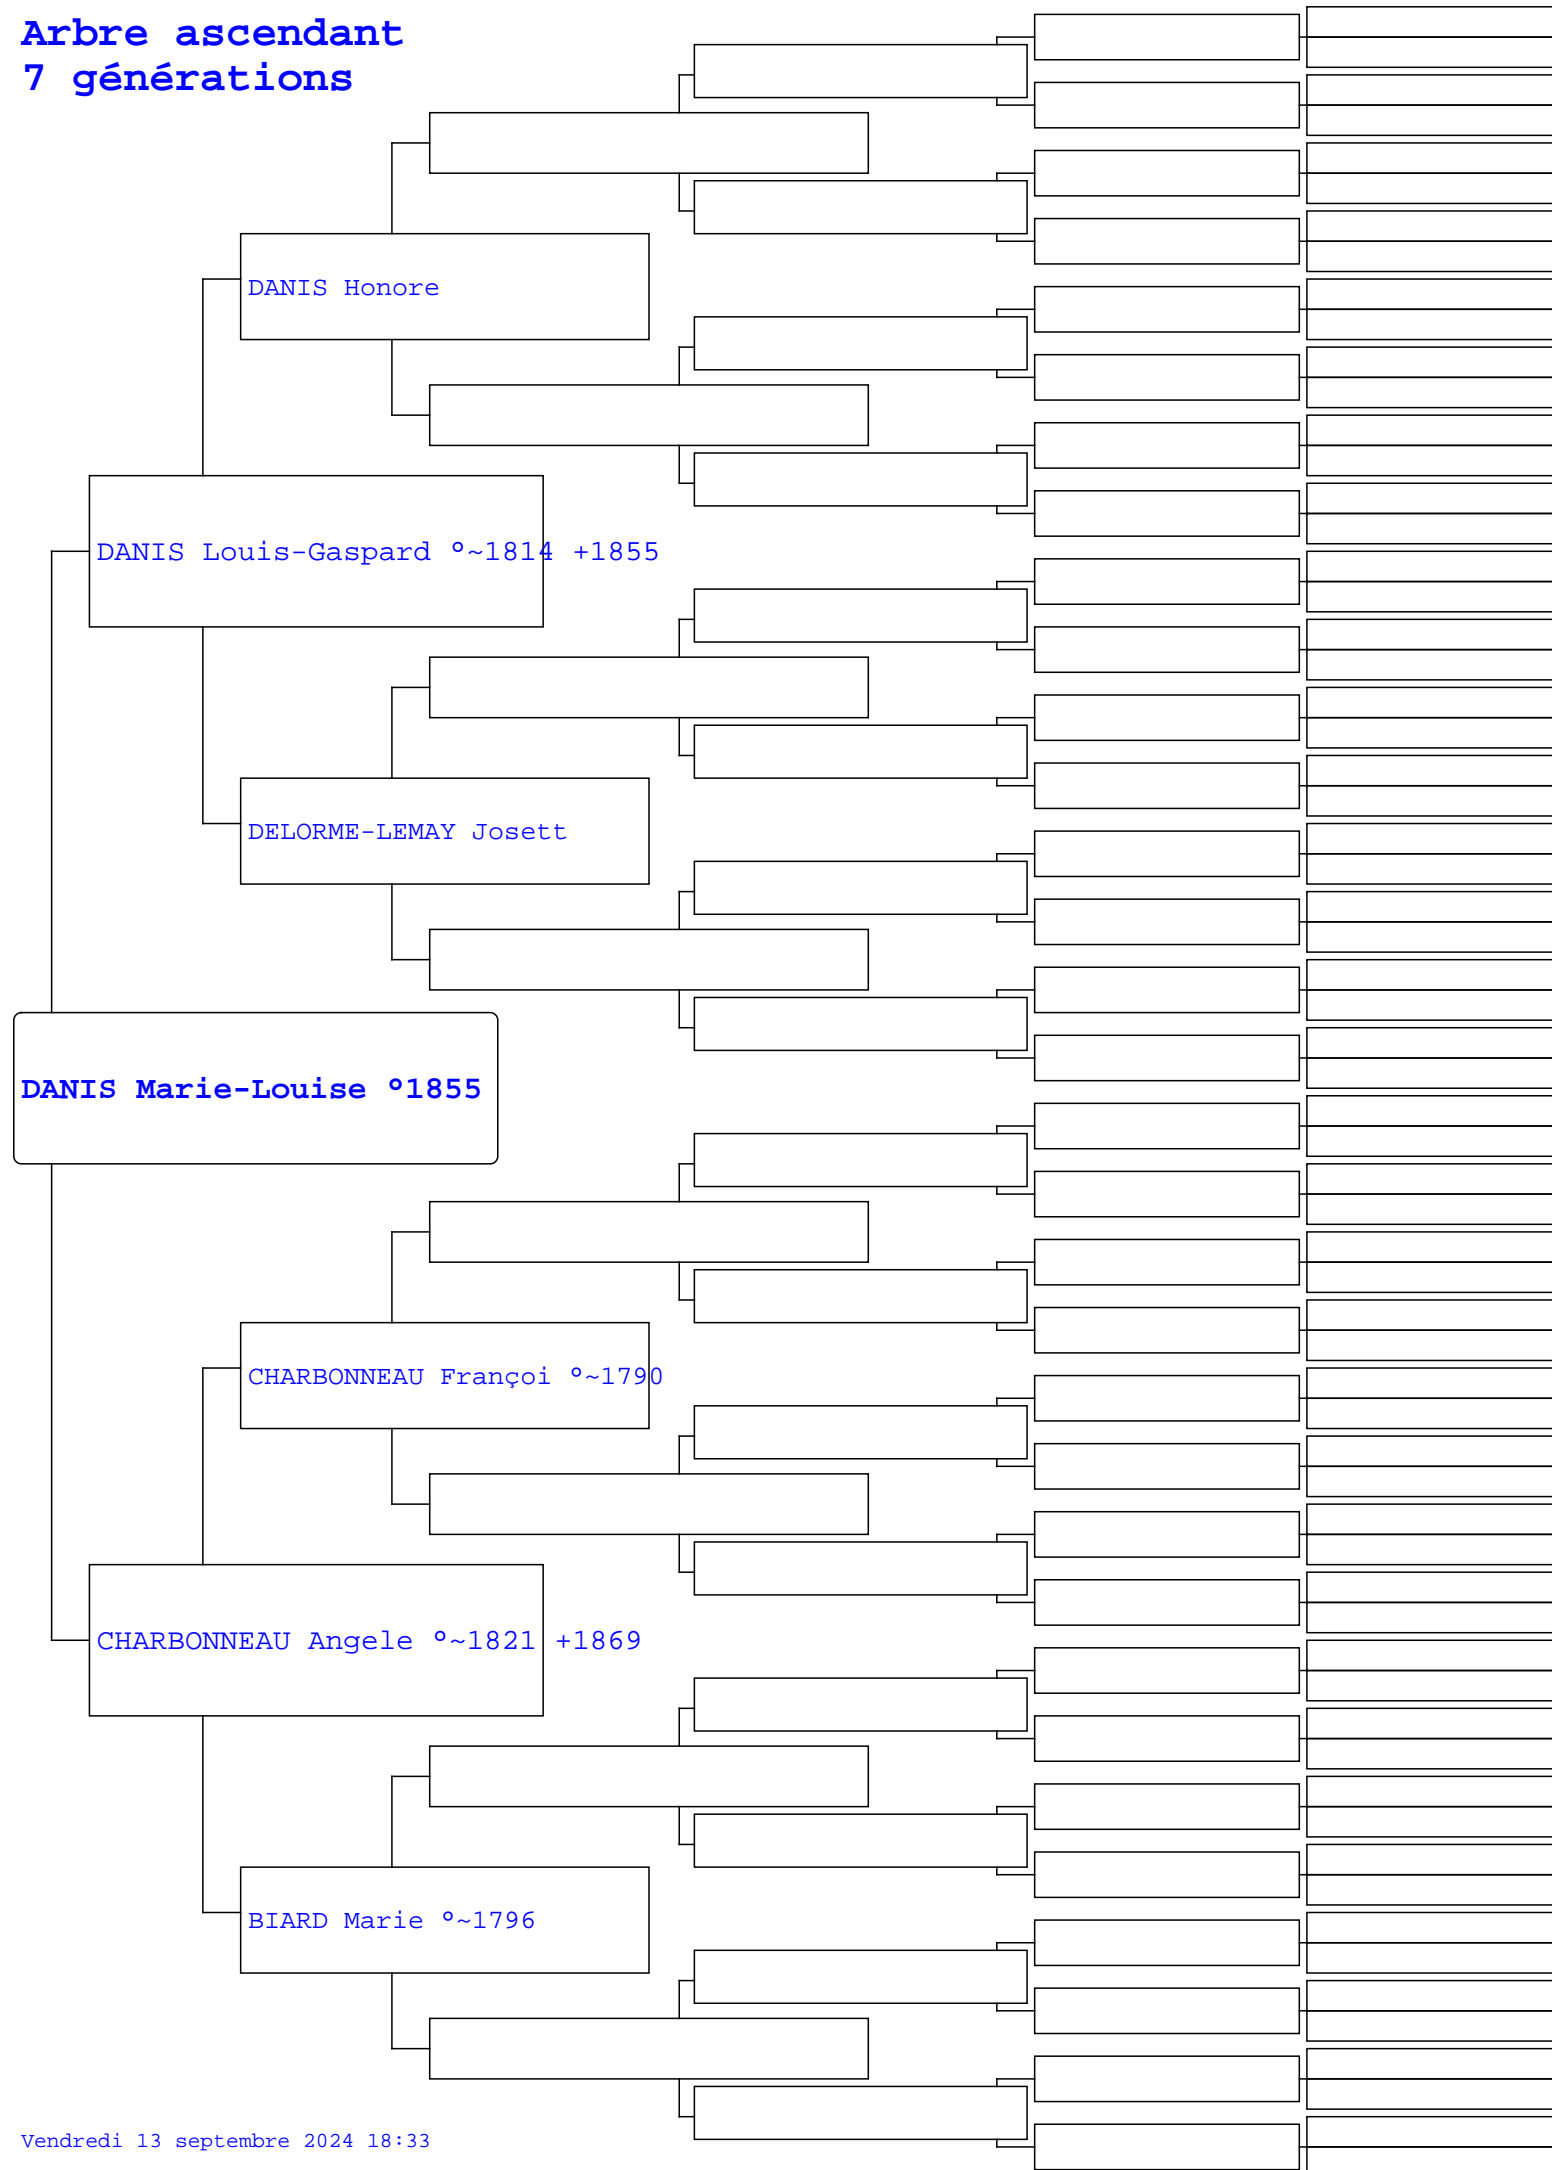 Arbre ascendant
7 générations
DANIS Honore
DANIS Louis-Gaspard °~1814 +1855
DELORME-LEMAY Josett
DANIS Marie-Louise °1855
CHARBONNEAU Françoi °~1790
CHARBONNEAU Angele °~1821 +1869
BIARD Marie °~1796
Vendredi 13 septembre 2024 18:33